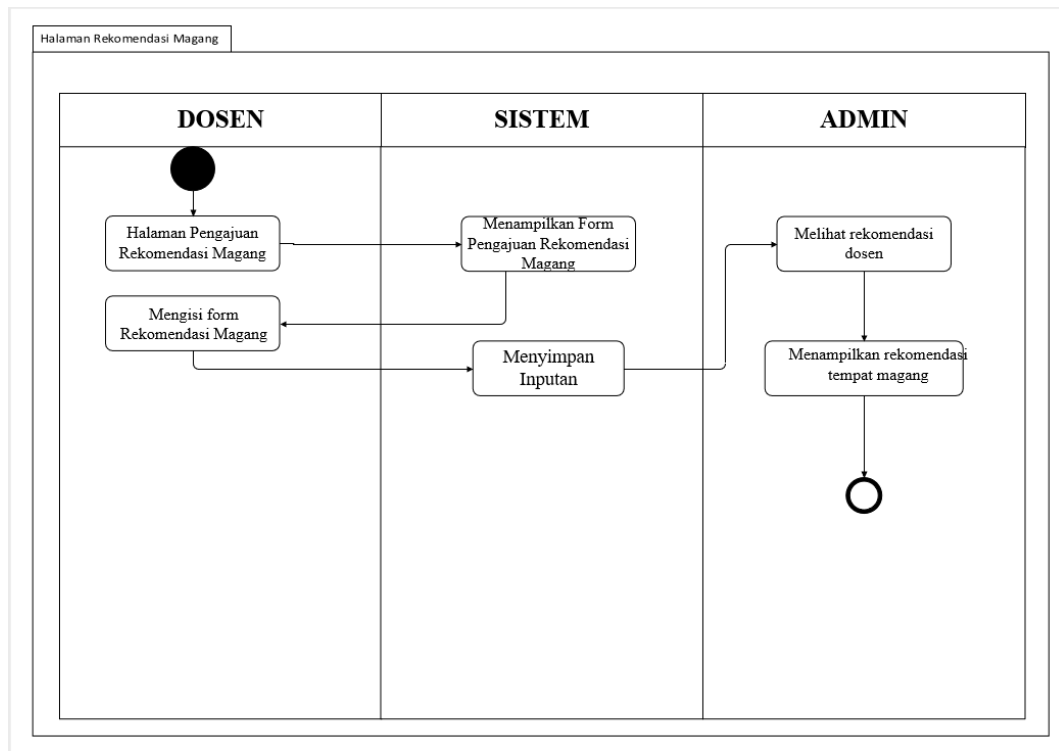 Halaman Rekomendasi Magang
DOSEN
SISTEM
ADMIN
Halaman Pengajuan
Rekomendasi Magang
Menampilkan Form
Pengajuan Rekomendasi
Magang
Melihat rekomendasi
dosen
Mengisi form
Rekomendasi Magang
Menyimpan
Inputan
Menampilkan rekomendasi
tempat magang